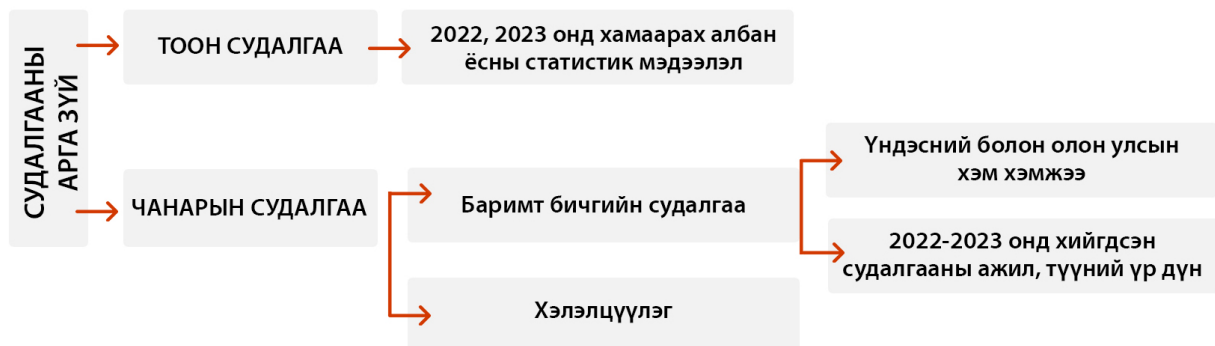 СУДАЛГААНЫ
АРГА ЗҮЙ
ТООН СУДАЛГАА
2022, 2023 онд хамаарах албан
ёсны статистик мэдээлэл
ЧАНАРЫН СУДАЛГАА
Баримт бичгийн судалгаа
Үндэсний болон олон улсын
хэм хэмжээ
2022-2023 онд хийгдсэн
судалгааны ажил, түүний үр дүн
Хэлэлцүүлэг